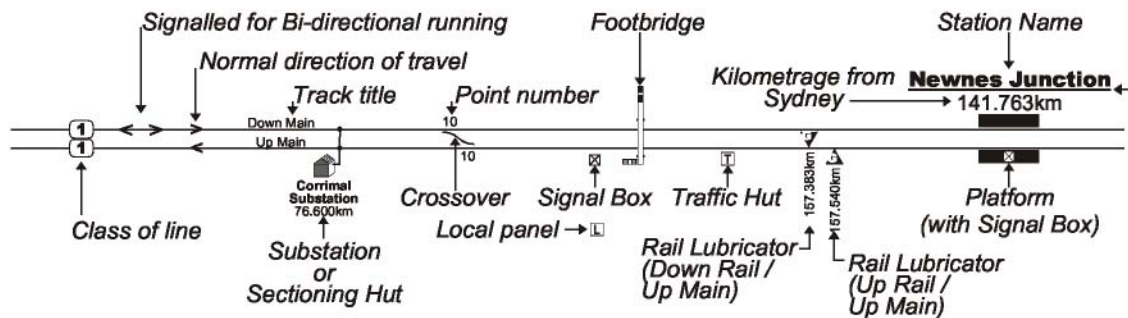 Signalled for Bi-directional running
Footbridge
Station Name
Normal direction of travel
Kilometrage from
Sydney
Newnes Junction
141.763km
Track title
Point number
1
Down Main
10
1
Up Main
10
T
L
Corrimal
Substation
76.600km
Crossover
Signal Box
Traffic Hut
157.383km
157.540km
Platform
(with Signal Box)
Class of line
Local panel
Substation
or
Sectioning Hut
Rail Lubricator
(Down Rail /
Up Main)
Rail Lubricator
(Up Rail /
Up Main)